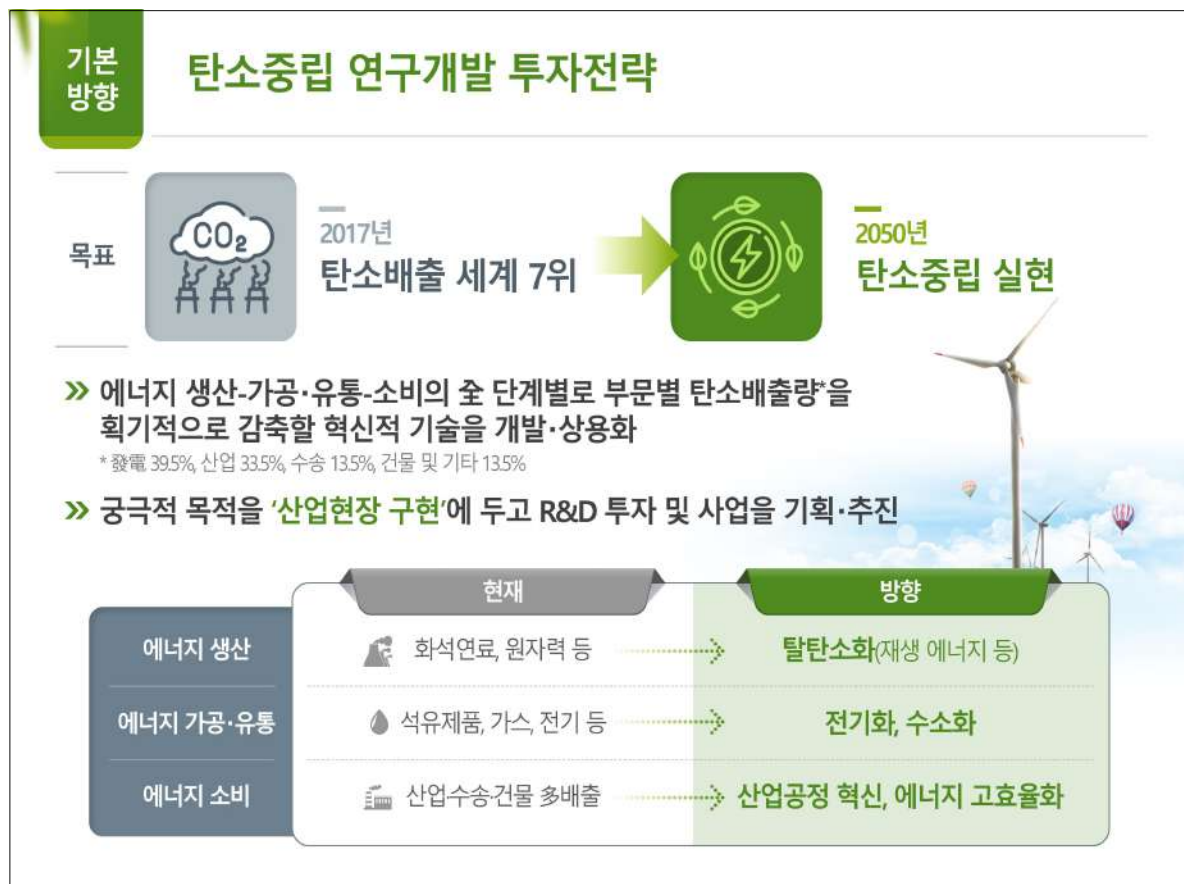 기본
방향
탄소중립 연구개발 투자전략
목표
CO₂
2017년
탄소배출 세계 7위
2050년
탄소중립 실현
» 에너지 생산-가공·유통-소비의 全 단계별로 부문별 탄소배출량*을
획기적으로 감축할 혁신적 기술을 개발·상용화
* 發電 39.5%, 산업 33.5%, 수송 13.5%, 건물 및 기타 13.5%
» 궁극적 목적을 ‘산업현장 구현’에 두고 R&D 투자 및 사업을 기획·추진
현재
방향
에너지 생산
화석연료, 원자력 등
탈탄소화(재생 에너지 등)
에너지 가공·유통
석유제품, 가스, 전기 등
전기화, 수소화
에너지 소비
산업·수송·건물 多배출
산업공정 혁신, 에너지 고효율화